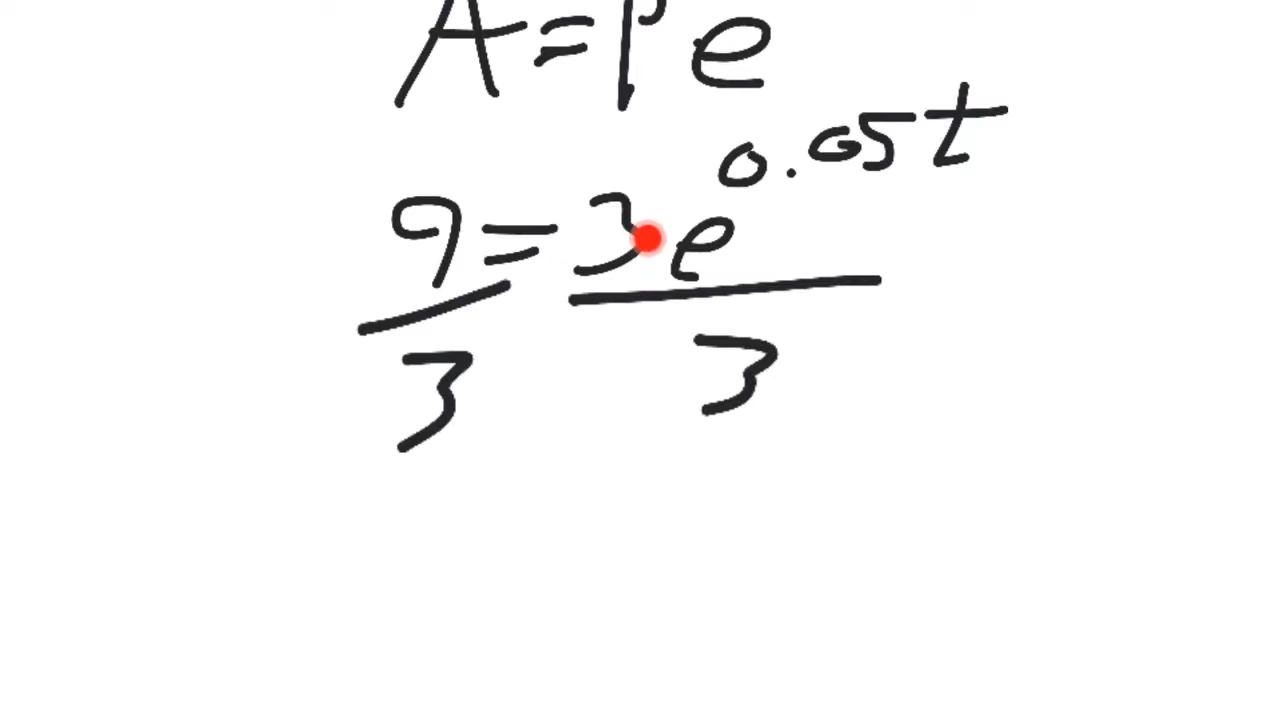 A = Pe
9 = 3e^0.05t
3 3